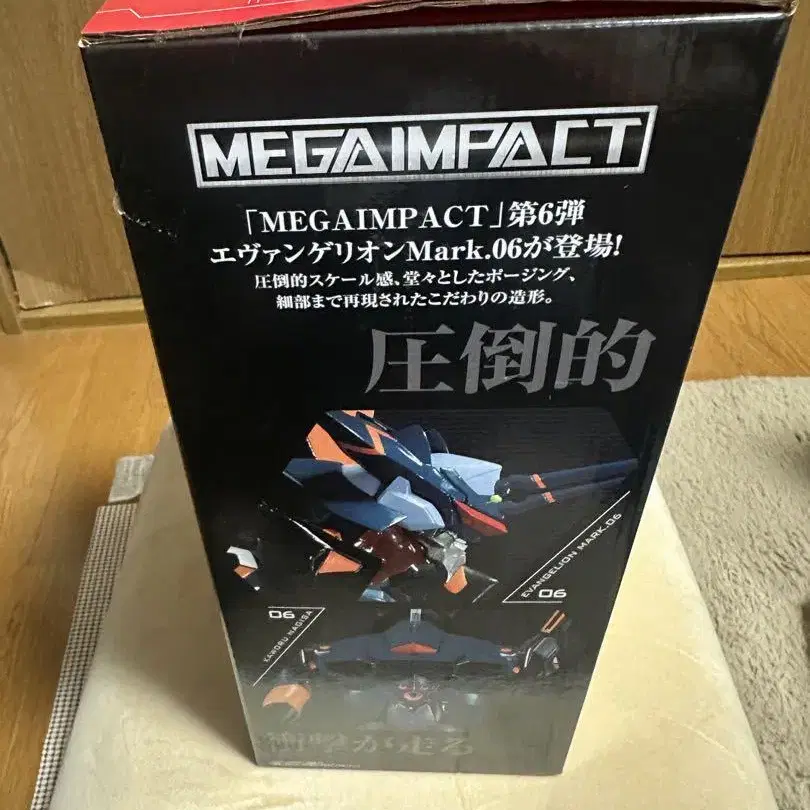 MEGAIMPACT
「MEGAIMPACT」第6弾
エヴァンゲリオンMark.06が登場!
圧倒的スケール感、堂々としたポージング、
細部まで再現されたこだわりの造形。
圧倒的
EVANGELION MARK.06
06
06
KAWORU NAGISA
衝撃が走る